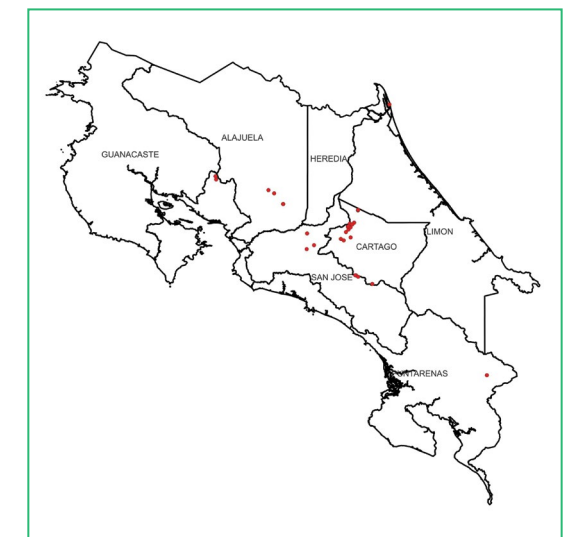 ALAJUELA
GUANACASTE
HEREDIA
LIMON
CARTAGO
SAN JOSE
PUNTARENAS